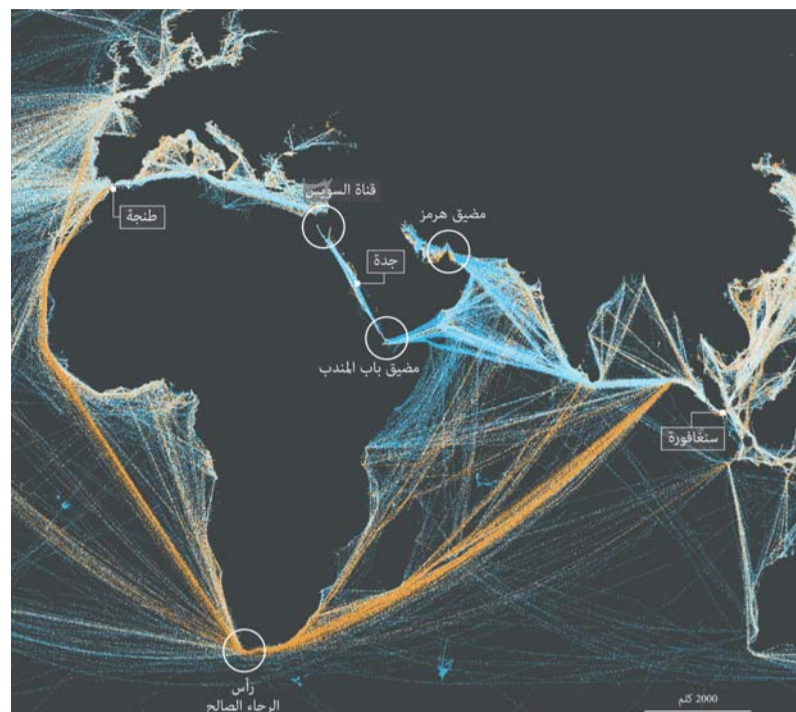 قناة السويس
مضيق هرمز
طنجة
جدة
مضيق باب المندب
سنغافورة
رأس
الرجاء الصالح
2000 كلم